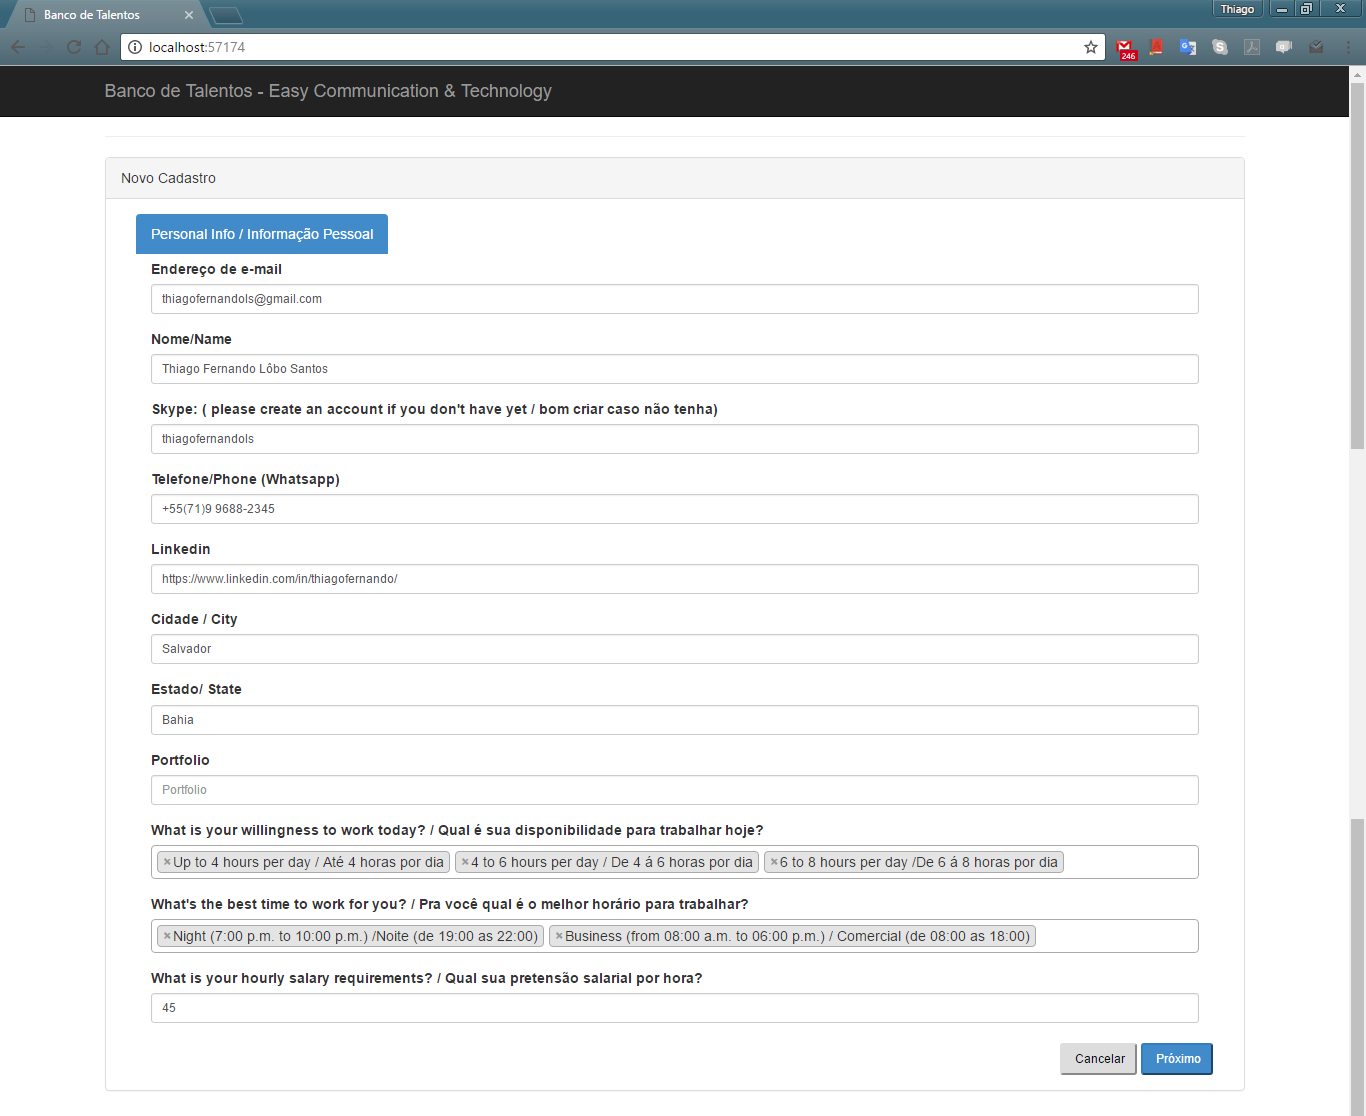 Banco de Talentos
Thiago
localhost:57174
246
Banco de Talentos - Easy Communication & Technology
Novo Cadastro
Personal Info / Informação Pessoal
Endereço de e-mail
thiagofernandols@gmail.com
Nome/Name
Thiago Fernando Lôbo Santos
Skype: ( please create an account if you don't have yet / bom criar caso não tenha)
thiagofernandols
Telefone/Phone (Whatsapp)
+55(71)9 9688-2345
Linkedin
https://www.linkedin.com/in/thiagofernando/
Cidade / City
Salvador
Estado/ State
Bahia
Portfolio
Portfolio
What is your willingness to work today? / Qual é sua disponibilidade para trabalhar hoje?
×Up to 4 hours per day / Até 4 horas por dia ×4 to 6 hours per day / De 4 á 6 horas por dia ×6 to 8 hours per day /De 6 á 8 horas por dia
What's the best time to work for you? / Pra você qual é o melhor horário para trabalhar?
×Night (7:00 p.m. to 10:00 p.m.) /Noite (de 19:00 as 22:00) ×Business (from 08:00 a.m. to 06:00 p.m.) / Comercial (de 08:00 as 18:00)
What is your hourly salary requirements? / Qual sua pretensão salarial por hora?
45
Cancelar Próximo